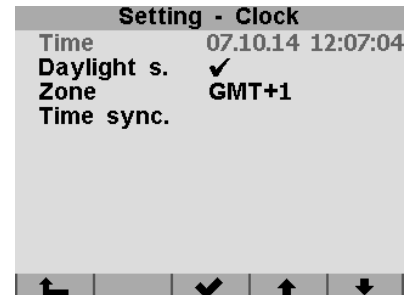 Setting - Clock
Time 07.10.14 12:07:04
Daylight s. ✔
Zone GMT+1
Time sync.